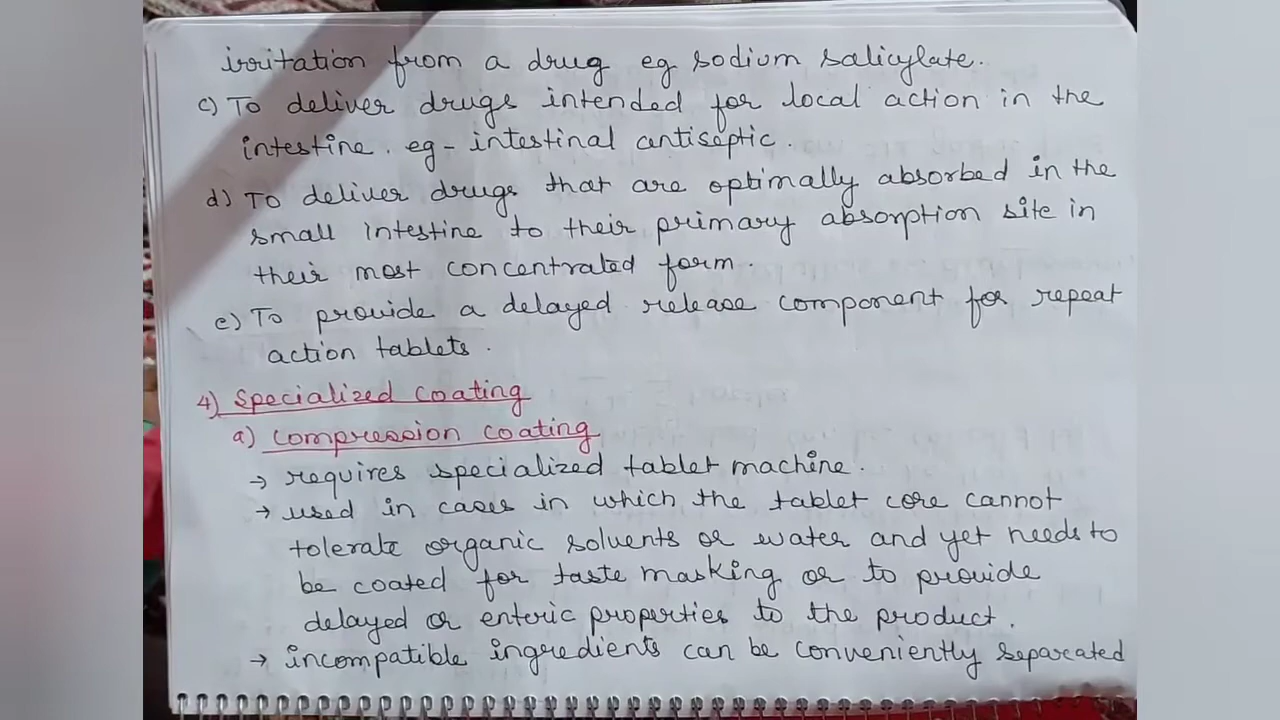 irritation from a drug eg sodium salicylate.
c) To deliver drugs intended for local action in the
intestine. eg - intestinal antiseptic.
d) To deliver drugs that are optimally absorbed in the
small intestine to their primary absorption site in
their most concentrated form.
e) To provide a delayed release component for repeat
action tablets.
4) Specialized coating
a) compression coating
→ requires specialized tablet machine.
→ used in cases in which the tablet core cannot
tolerate organic solvents or water and yet needs to
be coated for taste masking or to provide
delayed or enteric properties to the product.
→ incompatible ingredients can be conveniently separated